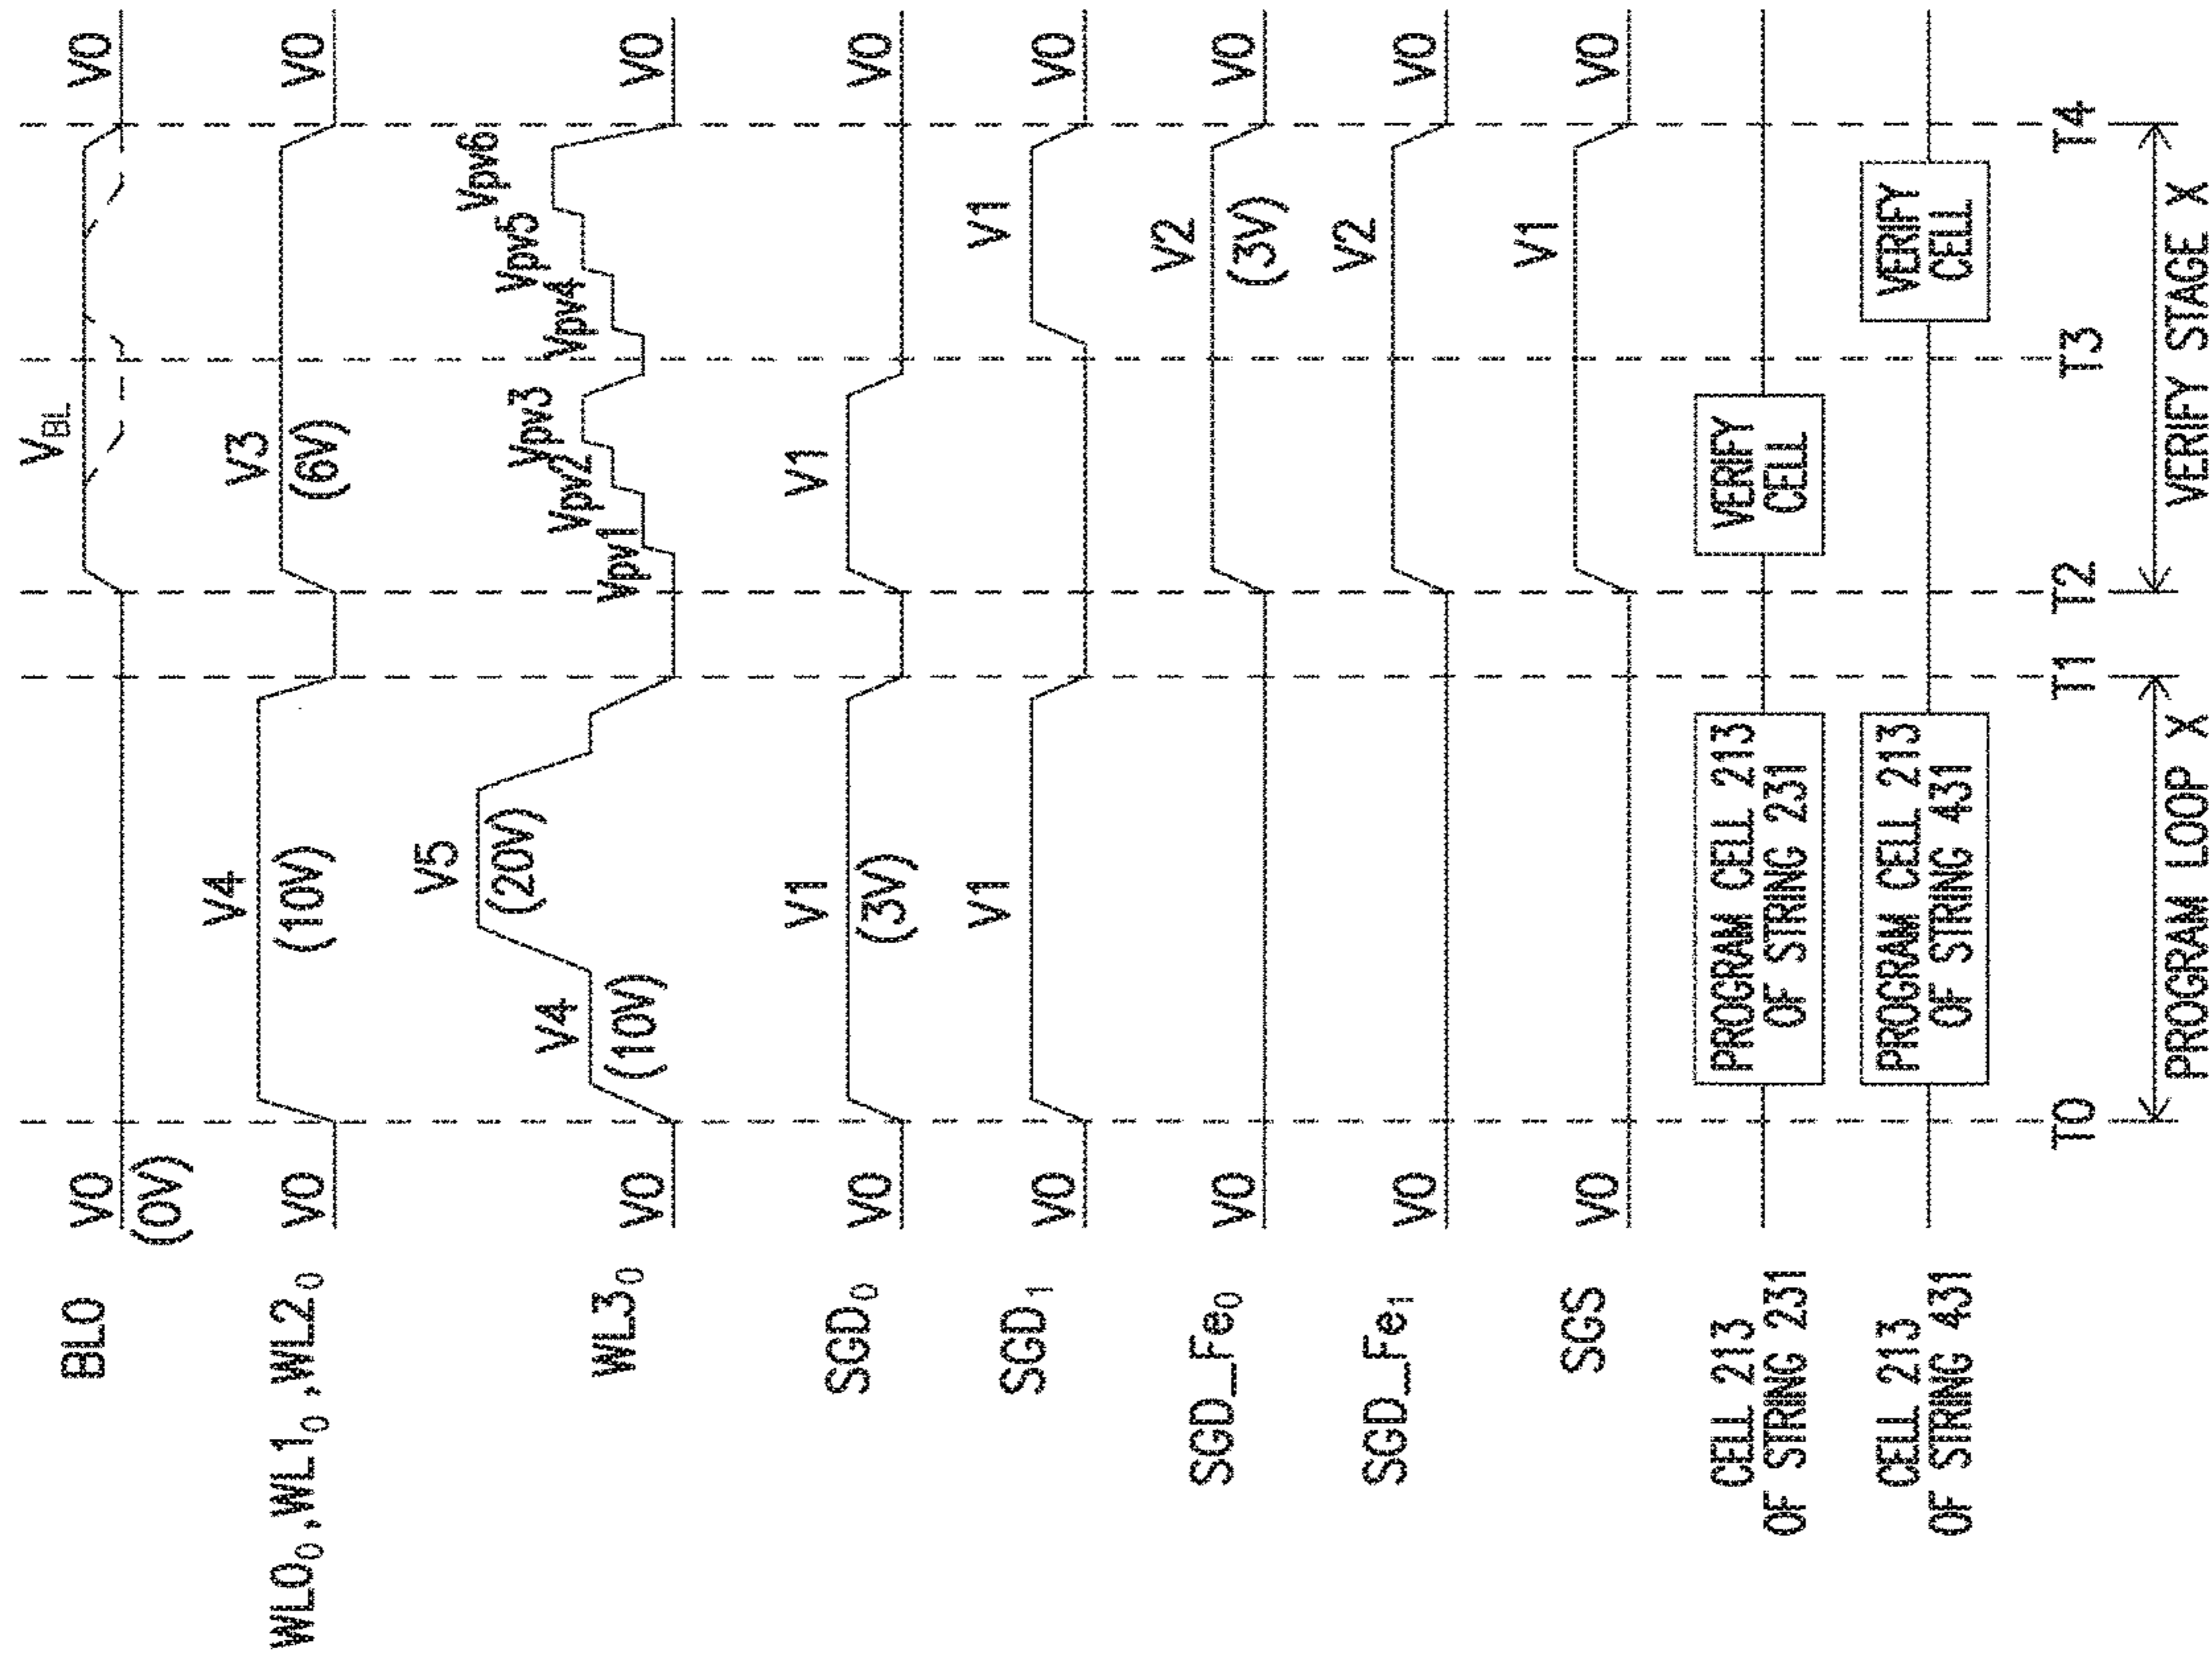 BL0
V0
(0V)
VBL
V0
WL0₀, WL1₀, WL2₀
V0
V4
(10V)
V3
(6V)
V0
WL3₀
V0
V4
(10V)
V5
(20V)
Vpv1
Vpv2
Vpv3
Vpv4
Vpv5
Vpv6
V0
SGD₀
V0
V1
(3V)
V1
V0
SGD₁
V0
V1
V1
V0
SGD_Fe₀
V0
V2
(3V)
V0
SGD_Fe₁
V0
V2
V0
SGS
V0
V1
V0
CELL 213
OF STRING 231
PROGRAM CELL 213
OF STRING 231
VERIFY
CELL
CELL 213
OF STRING 431
PROGRAM CELL 213
OF STRING 431
VERIFY
CELL
T0
T1
T2
T3
T4
PROGRAM LOOP X
VERIFY STAGE X